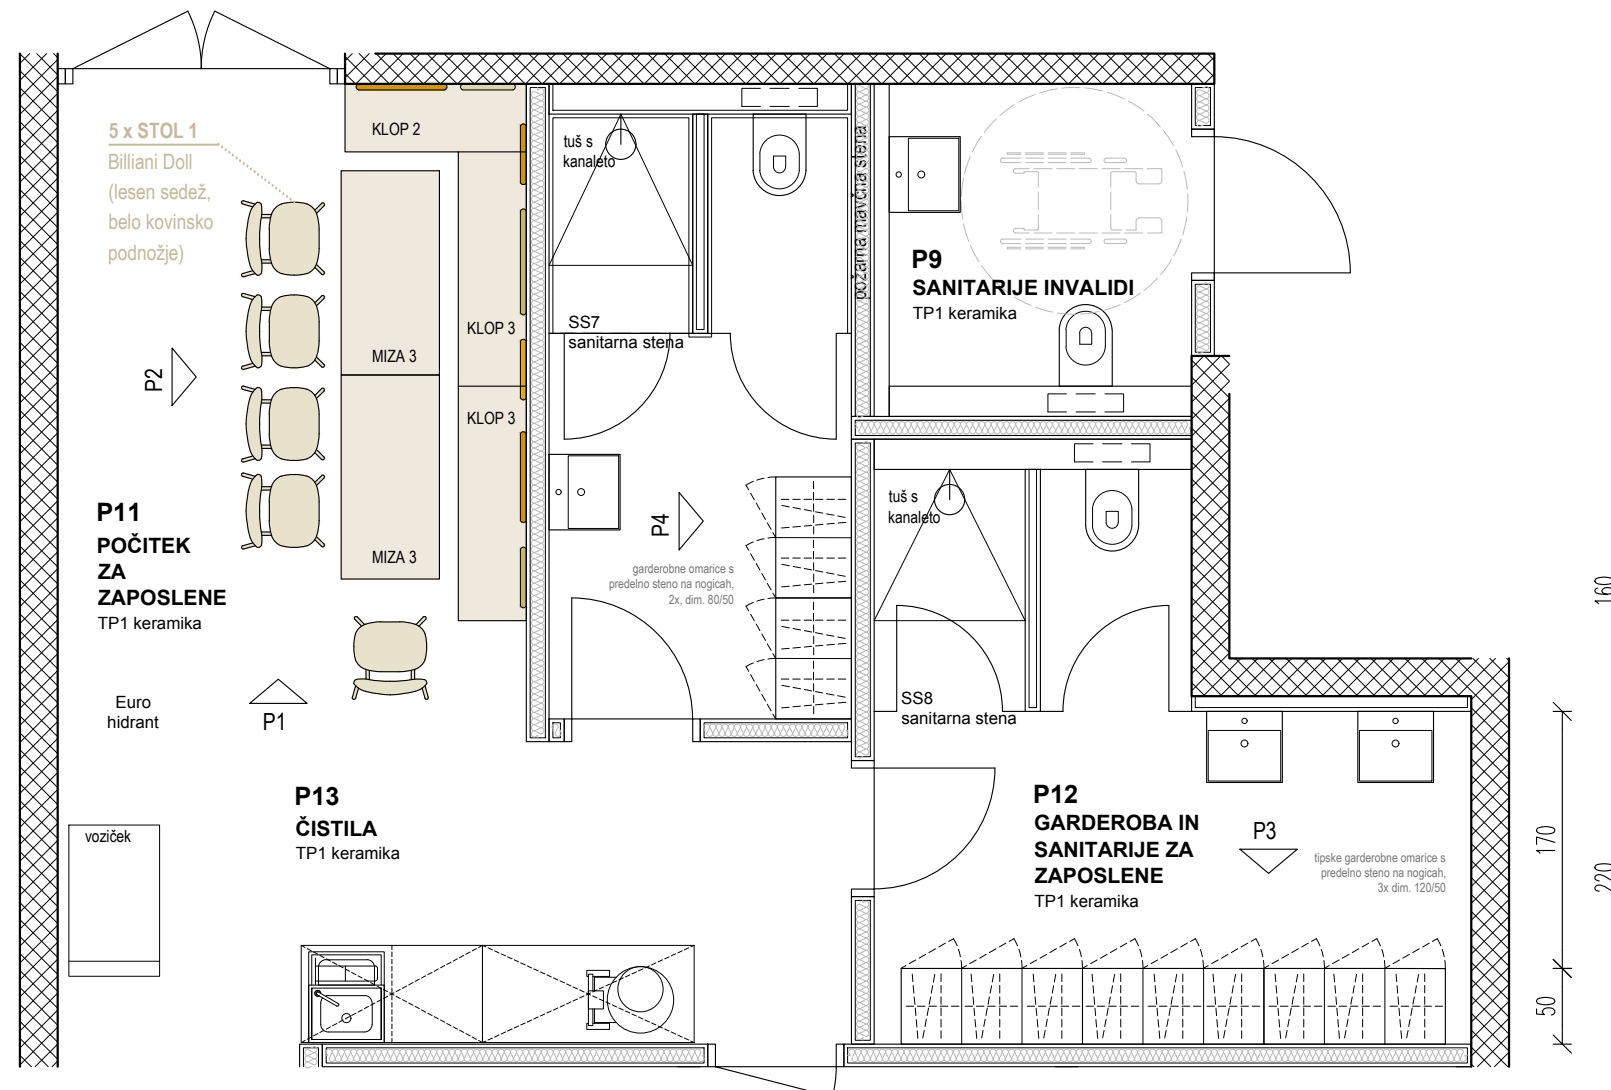 5 x STOL 1
Billiani Doll
(lesen sedež,
belo kovinsko
podnožje)
KLOP 2
KLOP 3
KLOP 3
MIZA 3
MIZA 3
P2
P11
POČITEK
ZA
ZAPOSLENE
TP1 keramika
Euro
hidrant
P1
voziček
P13
ČISTILA
TP1 keramika
tuš s
kanaleto
SS7
sanitarna stena
P4
garderobne omarice s
predelno steno na nogicah,
2x, dim. 80/50
požarna mavčna stena
P9
SANITARIJE INVALIDI
TP1 keramika
tuš s
kanaleto
SS8
sanitarna stena
P12
GARDEROBA IN
SANITARIJE ZA
ZAPOSLENE
TP1 keramika
P3
tipske garderobne omarice s
predelno steno na nogicah,
3x dim. 120/50
170
50
160
220